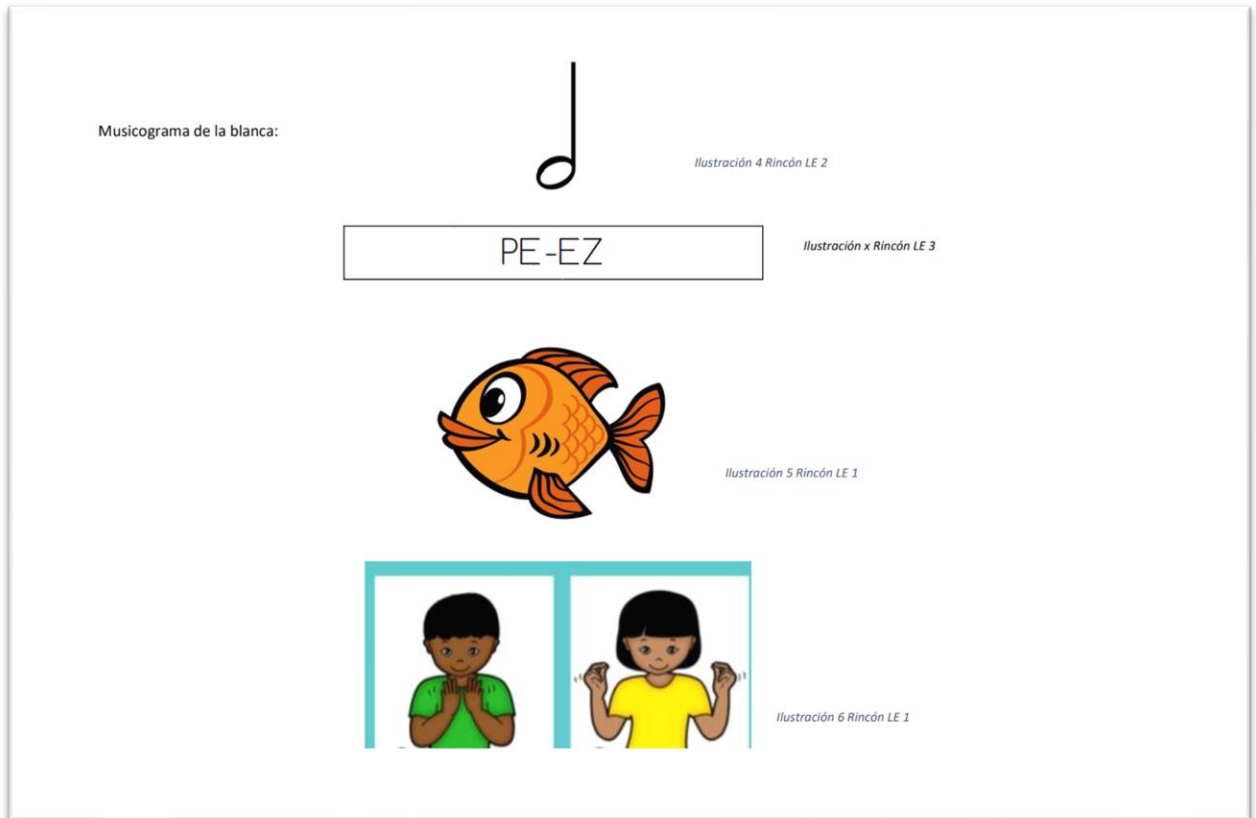 Musicograma de la blanca:
Ilustración 4 Rincón LE 2
PE-EZ
Ilustración x Rincón LE 3
Ilustración 5 Rincón LE 1
Ilustración 6 Rincón LE 1